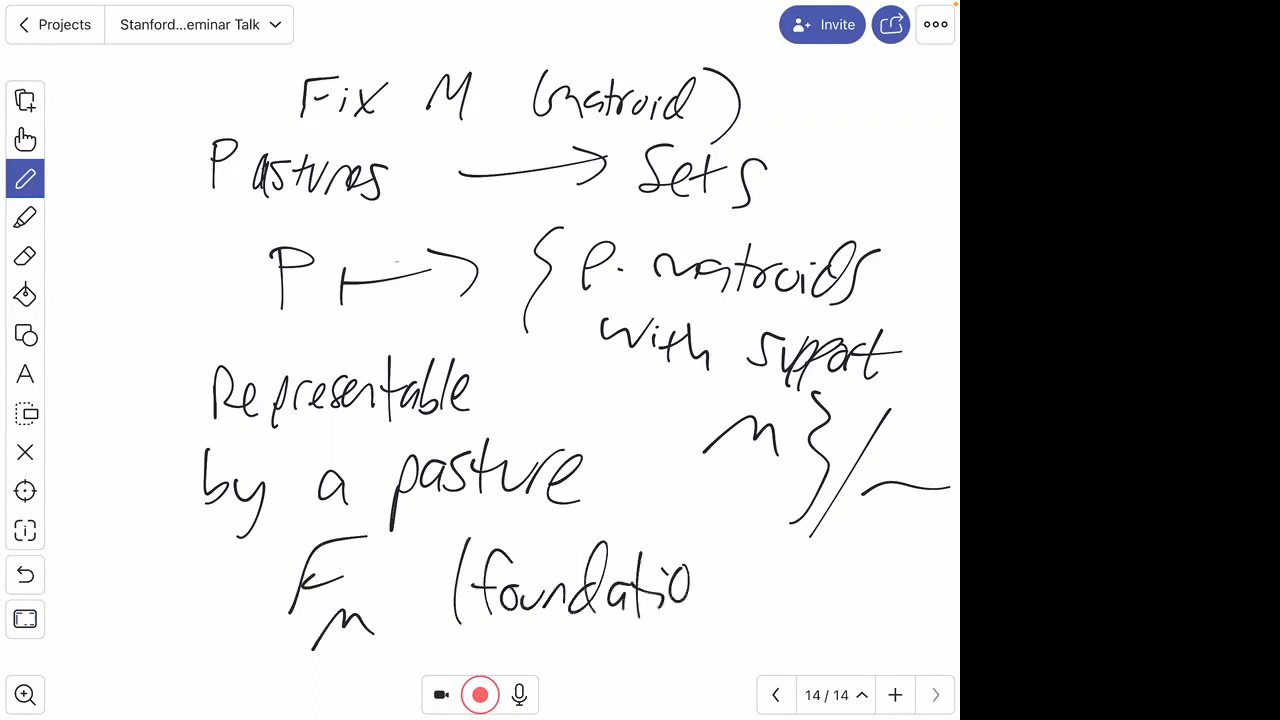 Projects
Stanford...eminar Talk
Invite
Fix M (matroid)
Pastures → Sets
P ↦ { P-matroids
with support
M } / ~
Representable
by a pasture
F_M (foundatio
A
14 / 14